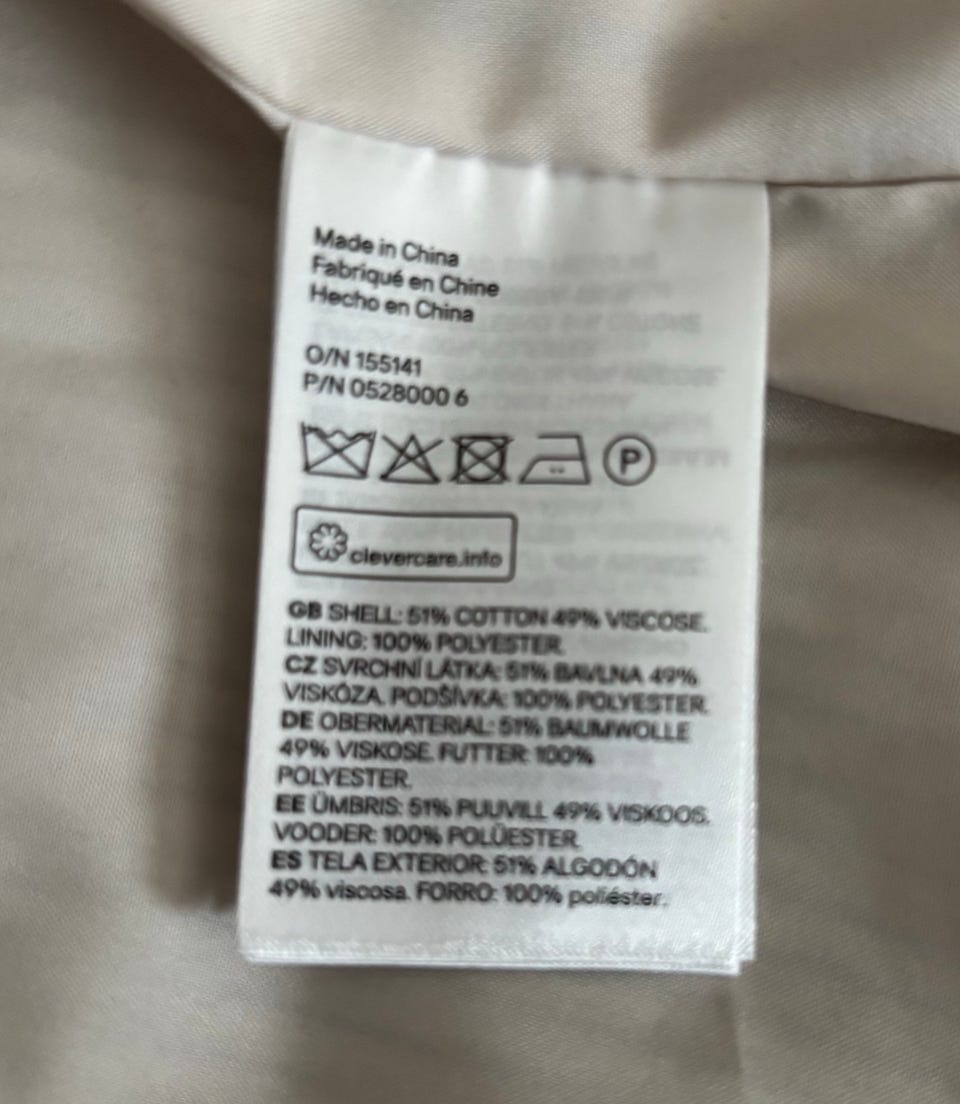 Made in China
Fabriqué en Chine
Hecho en China
O/N 155141
P/N 0528000 6
P
clevercare.info
GB SHELL: 51% COTTON 49% VISCOSE.
LINING: 100% POLYESTER.
CZ SVRCHNÍ LÁTKA: 51% BAVLNA 49%
VISKÓZA. PODŠÍVKA: 100% POLYESTER.
DE OBERMATERIAL: 51% BAUMWOLLE
49% VISKOSE. FUTTER: 100%
POLYESTER.
EE ÜMBRIS: 51% PUUVILL 49% VISKOOS.
VOODER: 100% POLÜESTER.
ES TELA EXTERIOR: 51% ALGODÓN
49% viscosa. FORRO: 100% poliéster.